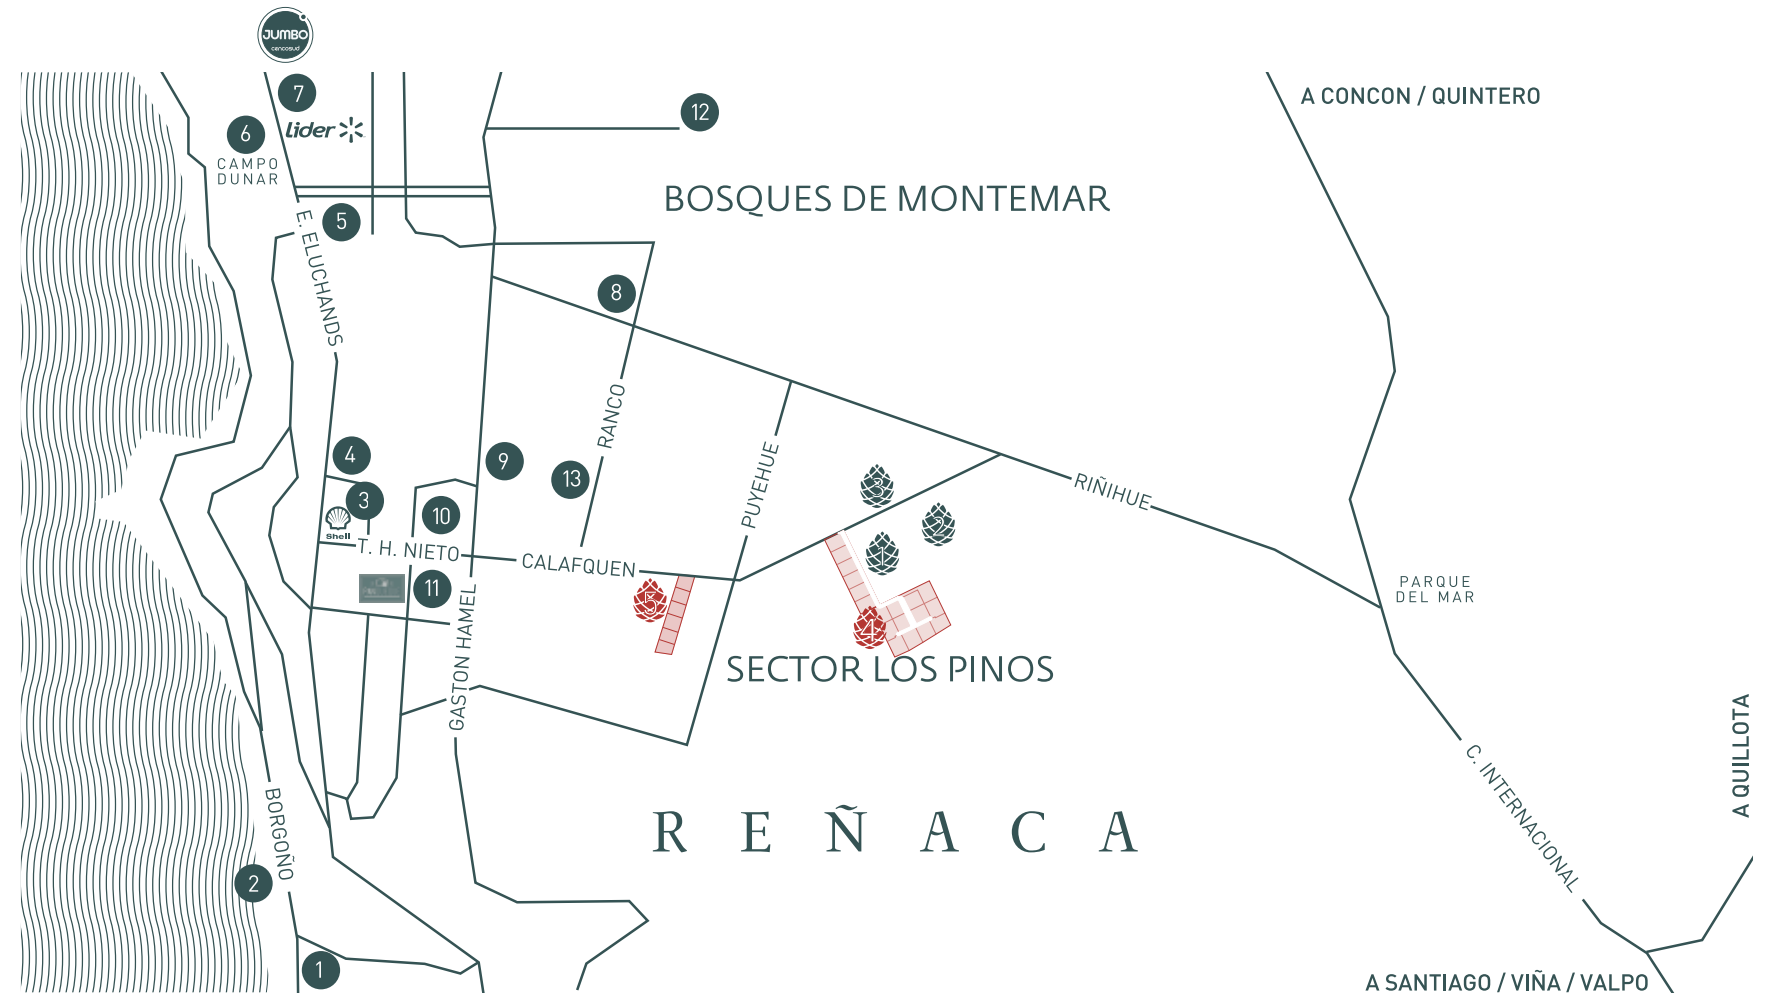 JUMBO
cencosud
7
A CONCON / QUINTERO
12
6
lider
CAMPO
DUNAR
BOSQUES DE MONTEMAR
5
E. ELUCHANDS
8
RANCO
4
9
13
PUYEHUE
3
3
RIÑIHUE
10
2
Shell
T. H. NIETO
CALAFQUEN
1
11
PARQUE
DEL MAR
5
4
GASTON HAMEL
SECTOR LOS PINOS
A QUILLOTA
C. INTERNACIONAL
BORGOÑO
REÑACA
2
1
A SANTIAGO / VIÑA / VALPO